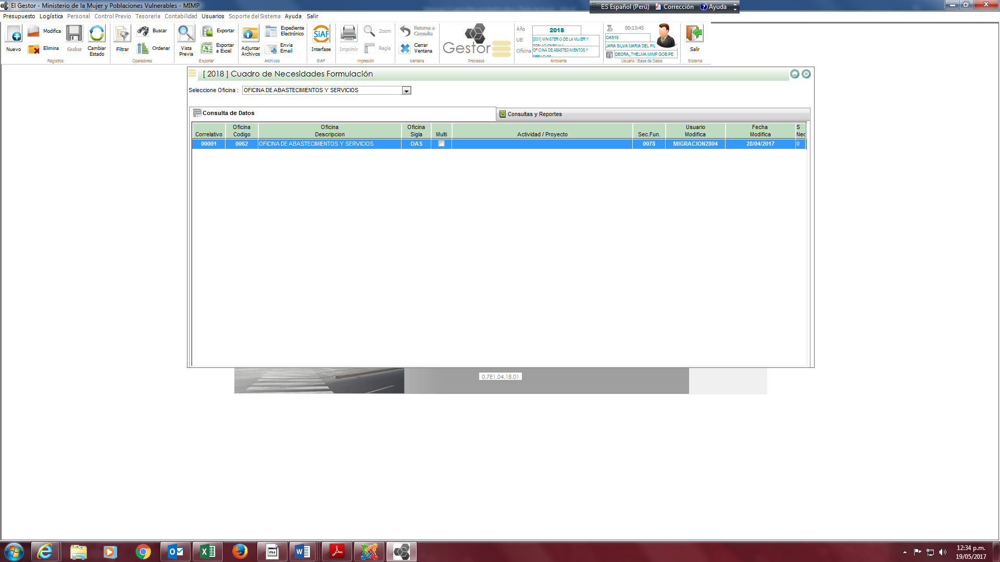 El Gestor - Ministerio de la Mujer y Poblaciones Vulnerables - MIMP
ES Español (Perú) Corrección Ayuda
Presupuesto Logística Personal Control Previo Tesoreria Contabilidad Usuarios Soporte del Sistema Ayuda Salir
Nuevo
Modifica
Elimina
Grabar
Cambiar
Estado
Registros
Filtrar
Buscar
Ordenar
Operadores
Vista
Previa
Exportar
Exportar
a Excel
Exportar
Adjuntar
Archivos
Expediente
Electrónico
Envia
Email
Archivos
SiAF
Interfase
SIAF
Imprimir
Zoom
Regla
Impresión
Retorna a
Consulta
Cerrar
Ventana
Ventana
Gestor
Procesos
Año 2018
UE [001] MINISTERIO DE LA MUJER Y
POBLACIONES VUL
Oficina OFICINA DE ABASTECIMIENTOS Y
SERVICIOS
Ambiente
00:13:45
OAS19
JARA SILVA MARIA DEL PIL
DBORA_THELMA.MIMP.GOB.PE
Usuario / Base de Datos
Salir
Sistema
[ 2018 ] Cuadro de Necesidades Formulación
Seleccione Oficina : OFICINA DE ABASTECIMIENTOS Y SERVICIOS
Consulta de Datos
Consultas y Reportes
Correlativo
Oficina
Codigo
Oficina
Descripcion
Oficina
Sigla
Multi
Actividad / Proyecto
Sec.Fun.
Usuario
Modifica
Fecha
Modifica
S
Nec
00001 0062 OFICINA DE ABASTECIMIENTOS Y SERVICIOS OAS 0078 MIGRACION2804 28/04/2017 0
0.7E1.04.18.01
12:34 p.m.
19/05/2017